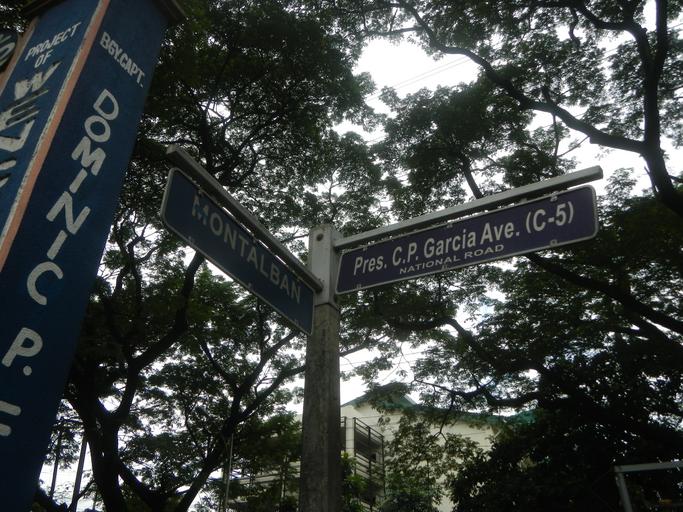 PROJECT
OF
BGY.CAPT.
DOMINIC P.
MONTALBAN
Pres. C.P. Garcia Ave. (C-5)
NATIONAL ROAD